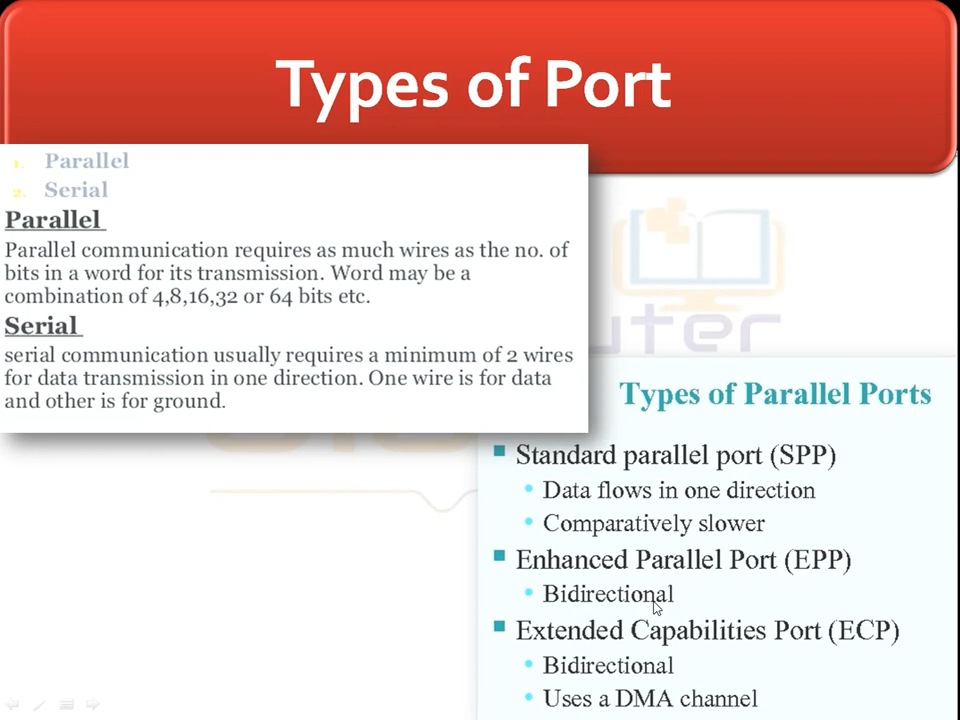 Types of Port
1. Parallel
2. Serial
Parallel
Parallel communication requires as much wires as the no. of
bits in a word for its transmission. Word may be a
combination of 4,8,16,32 or 64 bits etc.
Serial
serial communication usually requires a minimum of 2 wires
for data transmission in one direction. One wire is for data
and other is for ground.
uter
Types of Parallel Ports
Standard parallel port (SPP)
Data flows in one direction
Comparatively slower
Enhanced Parallel Port (EPP)
Bidirectional
Extended Capabilities Port (ECP)
Bidirectional
Uses a DMA channel